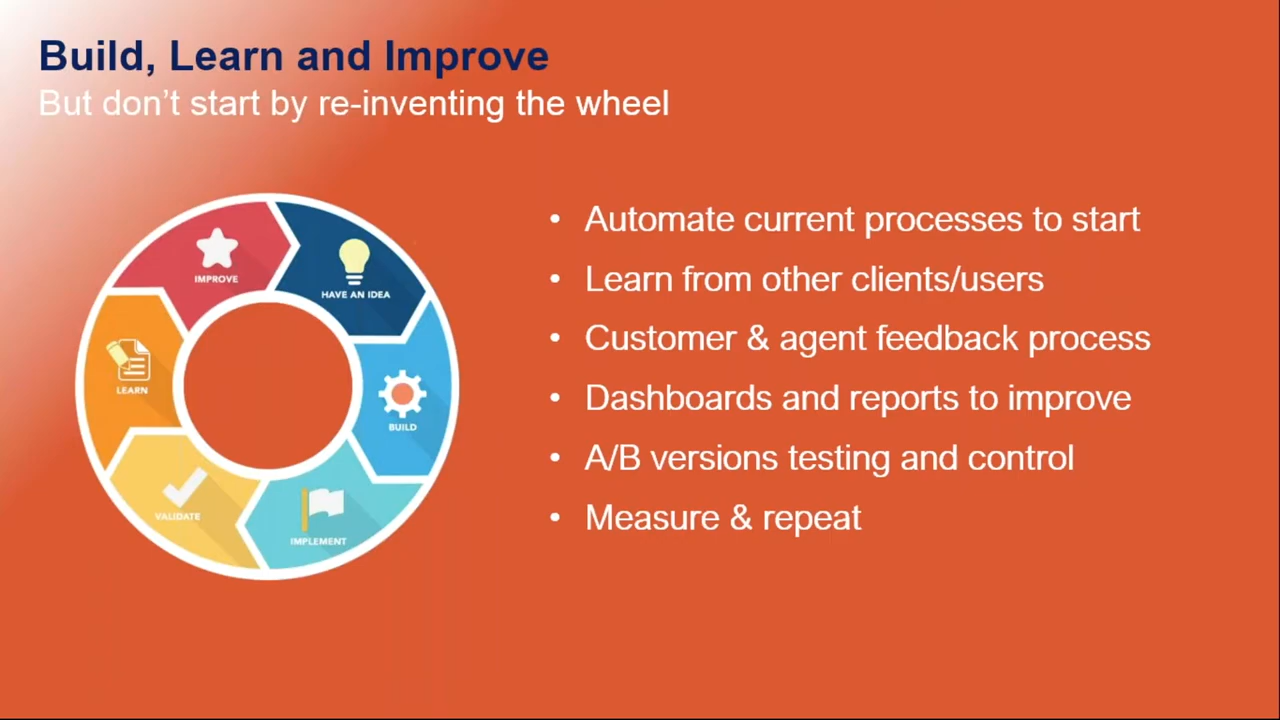 Build, Learn and Improve
But don't start by re-inventing the wheel
IMPROVE
HAVE AN IDEA
LEARN
BUILD
VALIDATE
IMPLEMENT
• Automate current processes to start
• Learn from other clients/users
• Customer & agent feedback process
• Dashboards and reports to improve
• A/B versions testing and control
• Measure & repeat